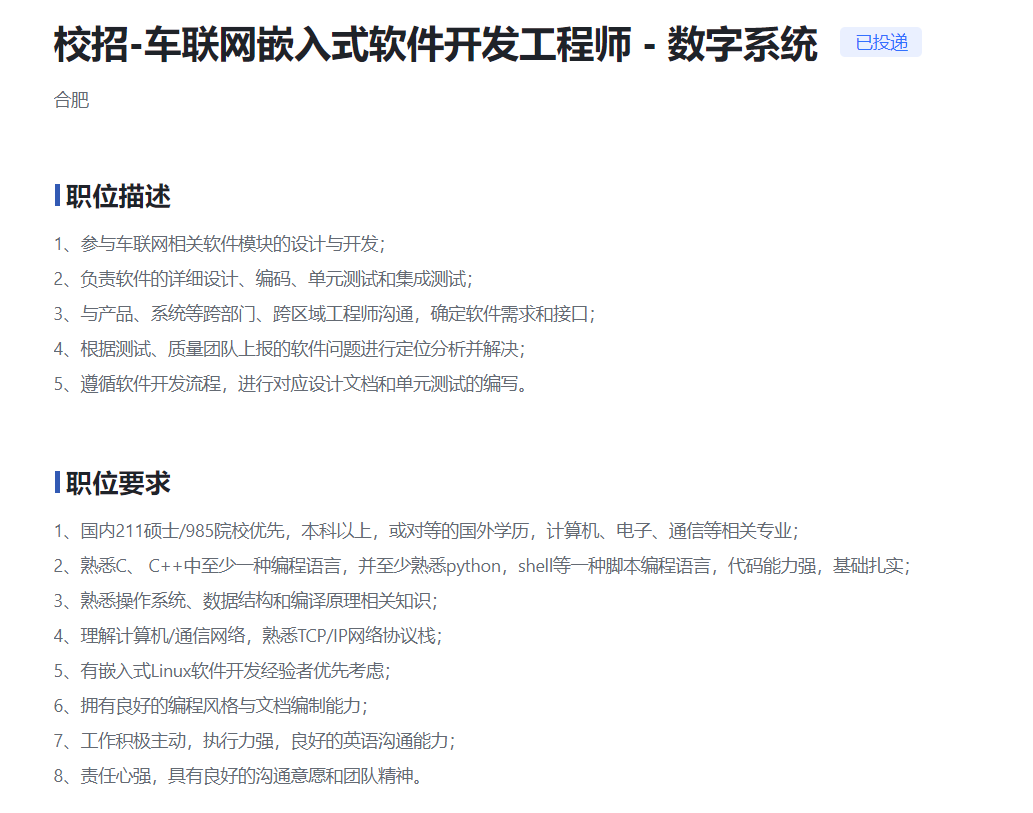 校招-车联网嵌入式软件开发工程师 - 数字系统 已投递
合肥
职位描述
1、参与车联网相关软件模块的设计与开发；
2、负责软件的详细设计、编码、单元测试和集成测试；
3、与产品、系统等跨部门、跨区域工程师沟通，确定软件需求和接口；
4、根据测试、质量团队上报的软件问题进行定位分析并解决；
5、遵循软件开发流程，进行对应设计文档和单元测试的编写。
职位要求
1、国内211硕士/985院校优先，本科以上，或对等的国外学历，计算机、电子、通信等相关专业；
2、熟悉C、 C++中至少一种编程语言，并至少熟悉python，shell等一种脚本编程语言，代码能力强，基础扎实；
3、熟悉操作系统、数据结构和编译原理相关知识；
4、理解计算机/通信网络，熟悉TCP/IP网络协议栈；
5、有嵌入式Linux软件开发经验者优先考虑；
6、拥有良好的编程风格与文档编制能力；
7、工作积极主动，执行力强，良好的英语沟通能力；
8、责任心强，具有良好的沟通意愿和团队精神。